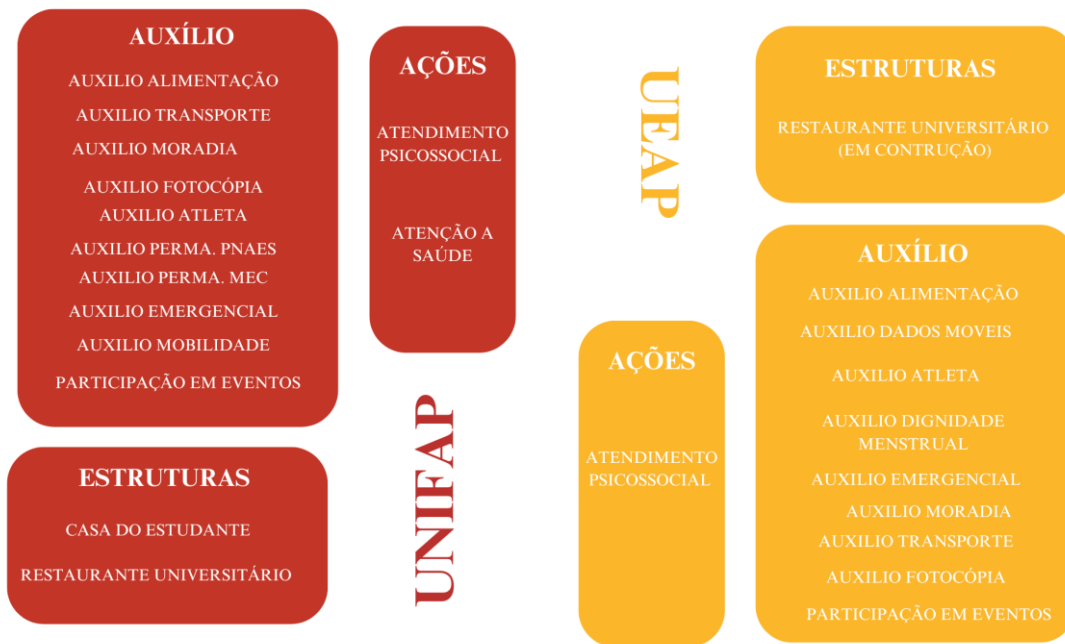 AUXÍLIO
AUXILIO ALIMENTAÇÃO
AUXILIO TRANSPORTE
AUXILIO MORADIA
AUXILIO FOTOCÓPIA
AUXILIO ATLETA
AUXILIO PERMA. PNAES
AUXILIO PERMA. MEC
AUXILIO EMERGENCIAL
AUXILIO MOBILIDADE
PARTICIPAÇÃO EM EVENTOS
ESTRUTURAS
CASA DO ESTUDANTE
RESTAURANTE UNIVERSITÁRIO
AÇÕES
ATENDIMENTO
PSICOSSOCIAL
ATENÇÃO A
SAÚDE
UNIFAP
UEAP
AÇÕES
ATENDIMENTO
PSICOSSOCIAL
ESTRUTURAS
RESTAURANTE UNIVERSITÁRIO
(EM CONTRUÇÃO)
AUXÍLIO
AUXILIO ALIMENTAÇÃO
AUXILIO DADOS MOVEIS
AUXILIO ATLETA
AUXILIO DIGNIDADE
MENSTRUAL
AUXILIO EMERGENCIAL
AUXILIO MORADIA
AUXILIO TRANSPORTE
AUXILIO FOTOCÓPIA
PARTICIPAÇÃO EM EVENTOS